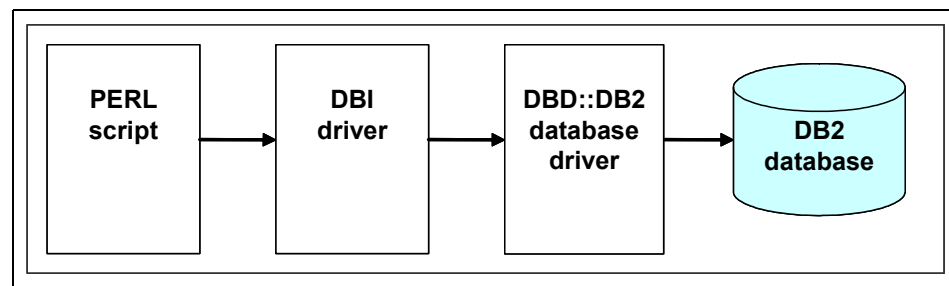 PERL
script
DBI
driver
DBD::DB2
database
driver
DB2
database